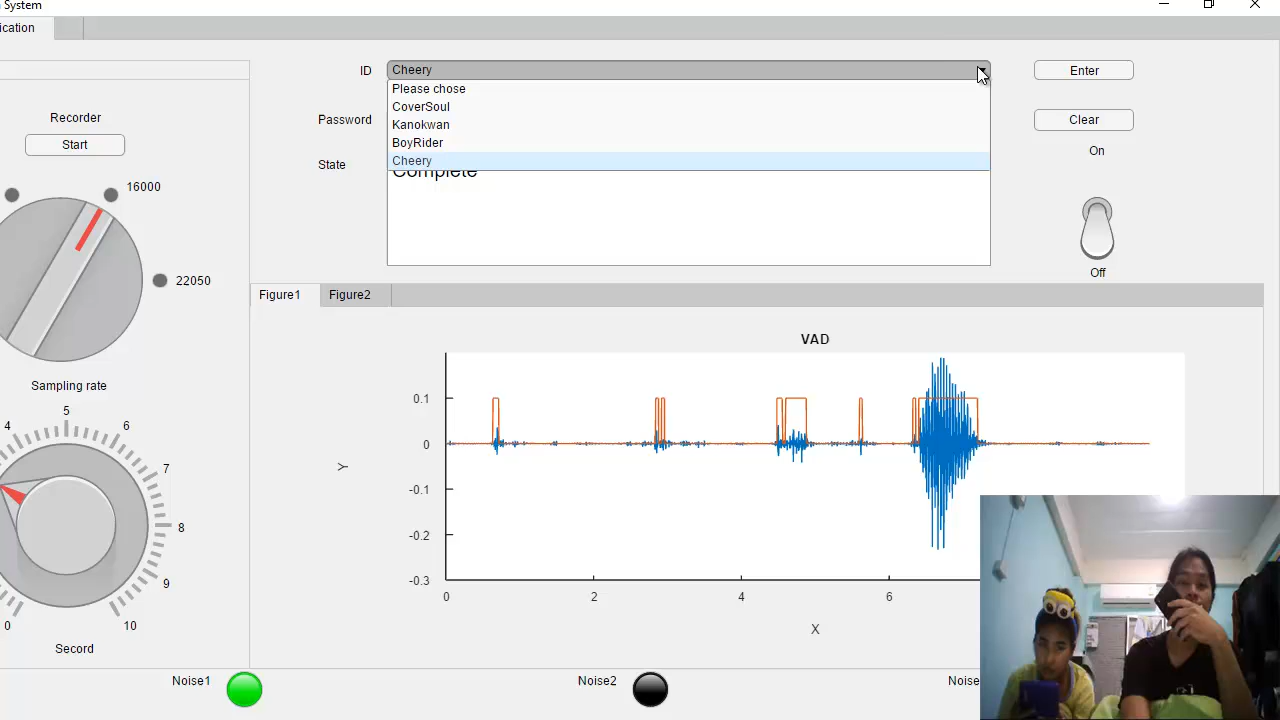 System
ication
ID
Cheery
Enter
Please chose
CoverSoul
Kanokwan
BoyRider
Cheery
Password
Clear
State
Complete
On
Off
Recorder
Start
16000
22050
Sampling rate
Figure1
Figure2
VAD
0.1
0
-0.1
-0.2
-0.3
Y
0
2
4
6
X
4
5
6
7
8
9
0
10
Secord
Noise1
Noise2
Noise